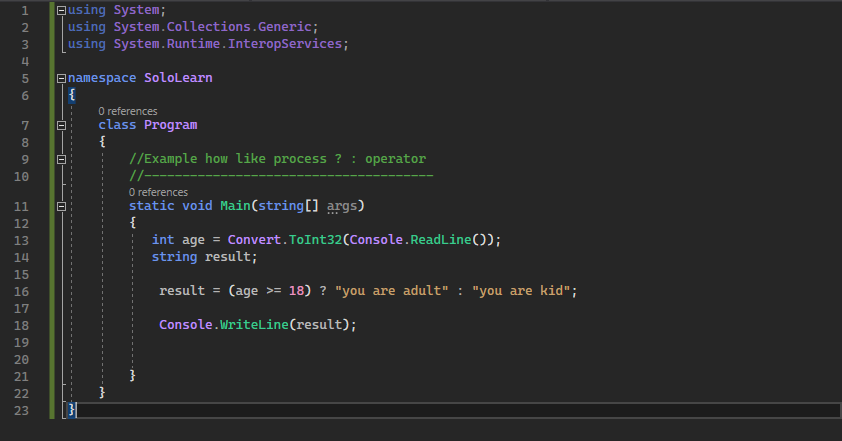 1 using System;
2 using System.Collections.Generic;
3 using System.Runtime.InteropServices;
4
5 namespace SoloLearn
6 {
0 references
7 class Program
8 {
9 //Example how like process ? : operator
10 //--------------------------------------
0 references
11 static void Main(string[] args)
12 {
13 int age = Convert.ToInt32(Console.ReadLine());
14 string result;
15
16 result = (age >= 18) ? "you are adult" : "you are kid";
17
18 Console.WriteLine(result);
19
20
21 }
22 }
23 }